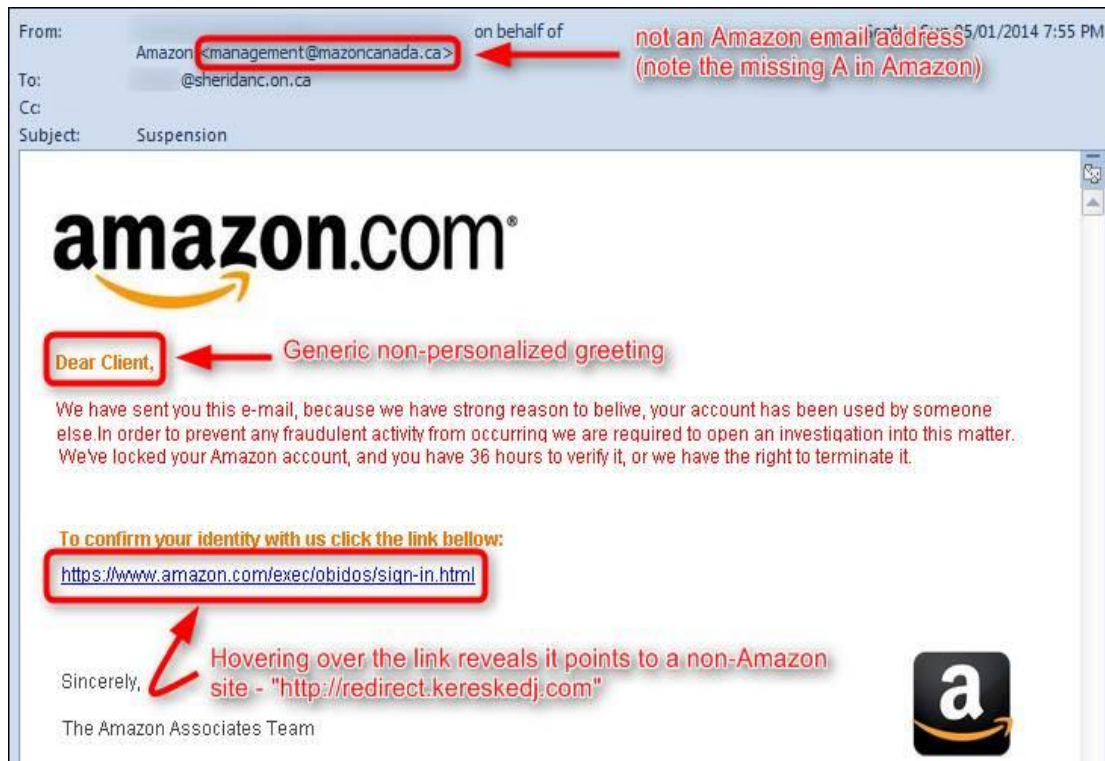 From: on behalf of
Amazon <management@mazoncanada.ca>
05/01/2014 7:55 PM
not an Amazon email address
(note the missing A in Amazon)
To: @sheridanc.on.ca
Cc:
Subject: Suspension
amazon.com®
Dear Client,
Generic non-personalized greeting
We have sent you this e-mail, because we have strong reason to belive, your account has been used by someone
else.In order to prevent any fraudulent activity from occurring we are required to open an investigation into this matter.
We've locked your Amazon account, and you have 36 hours to verify it, or we have the right to terminate it.
To confirm your identity with us click the link bellow:
https://www.amazon.com/exec/obidos/sign-in.html
Hovering over the link reveals it points to a non-Amazon
site - "http://redirect.kereskedj.com"
Sincerely,
The Amazon Associates Team
a